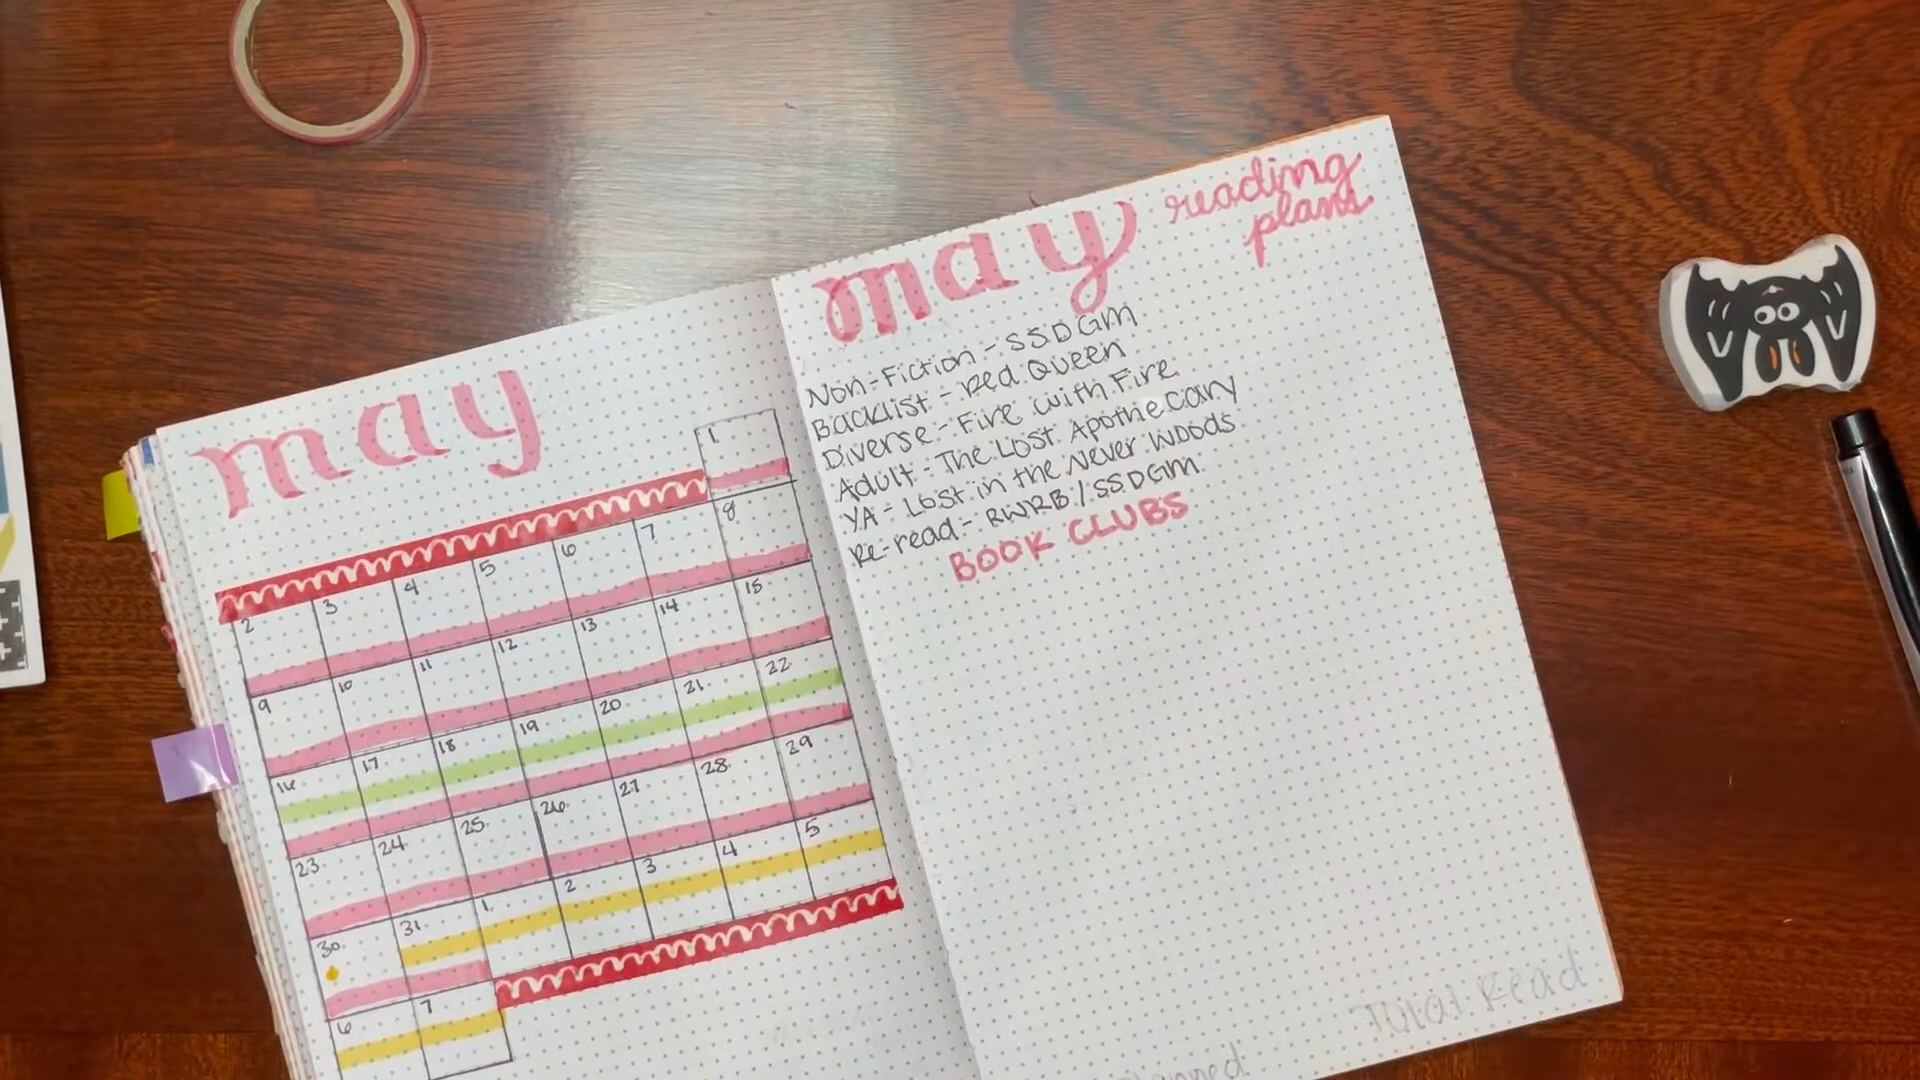 may
1
2 3 4 5 6 7 8
9 10 11 12 13 14 15
16 17 18 19 20 21 22
23 24 25 26 27 28 29
30 31 1 2 3 4 5
6 7
may reading plans
Non-Fiction - SSDGM
Backlist - Red Queen
Diverse - Fire with Fire
Adult - The Lost Apothecary
YA - Lost in the Never Woods
Re-read - RWRB / SSDGM
BOOK CLUBS
Total Read